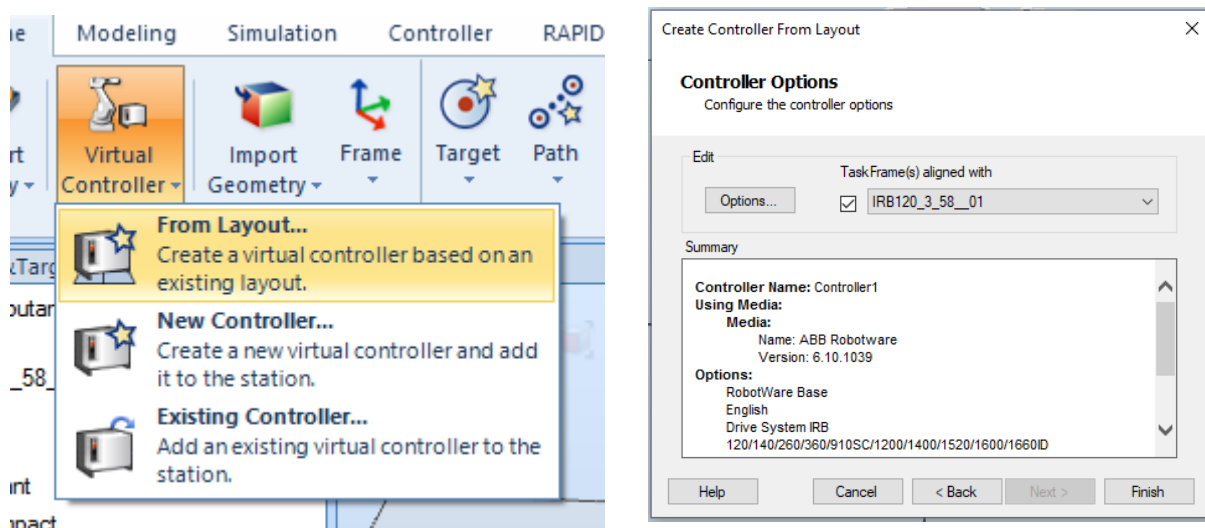 Modeling Simulation Controller RAPID
Virtual
Controller
Import
Geometry
Frame
Target
Path
From Layout...
Create a virtual controller based on an
existing layout.
New Controller...
Create a new virtual controller and add
it to the station.
Existing Controller...
Add an existing virtual controller to the
station.
_58_
Create Controller From Layout
Controller Options
Configure the controller options
Edit
TaskFrame(s) aligned with
Options...
IRB120_3_58__01
Summary
Controller Name: Controller1
Using Media:
Media:
Name: ABB Robotware
Version: 6.10.1039
Options:
RobotWare Base
English
Drive System IRB
120/140/260/360/910SC/1200/1400/1520/1600/1660ID
Help
Cancel
< Back
Next >
Finish